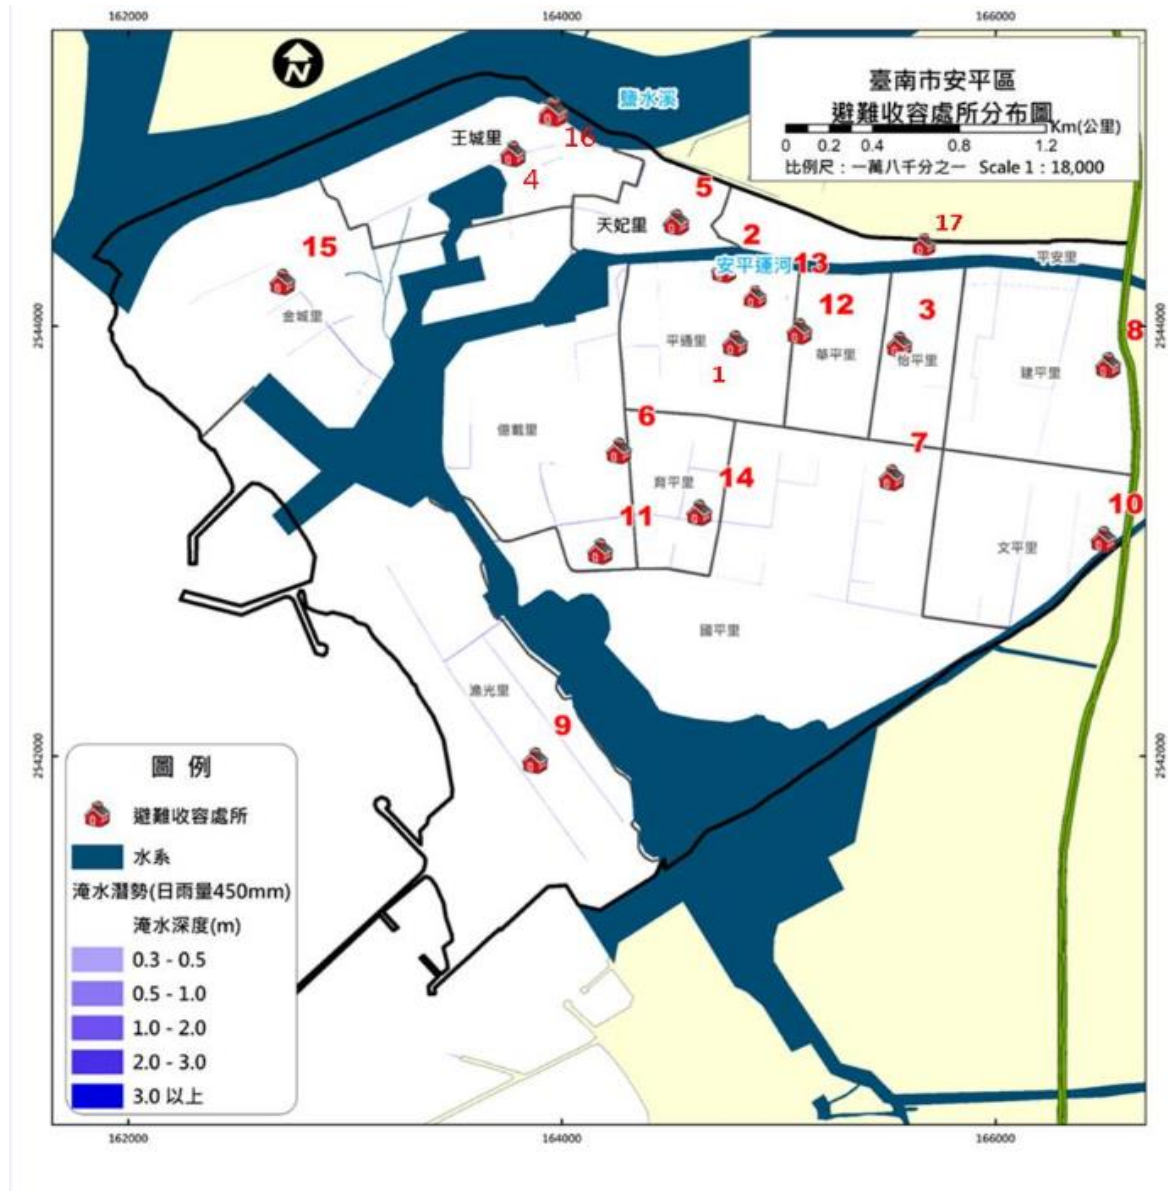 162000
164000
166000
臺南市安平區
避難收容處所分布圖
Km(公里)
0 0.2 0.4 0.8 1.2
比例尺：一萬八千分之一 Scale 1：18,000
N
鹽水溪
王城里
16
4
5
天妃里
2
17
安平運河
13
平安里
15
金城里
12
3
8
2544000
2544000
平通里
華平里
怡平里
建平里
1
6
億載里
7
育平里
14
11
10
文平里
國平里
漁光里
9
2542000
2542000
圖 例
避難收容處所
水系
淹水潛勢(日雨量450mm)
淹水深度(m)
0.3 - 0.5
0.5 - 1.0
1.0 - 2.0
2.0 - 3.0
3.0 以上
162000
164000
166000